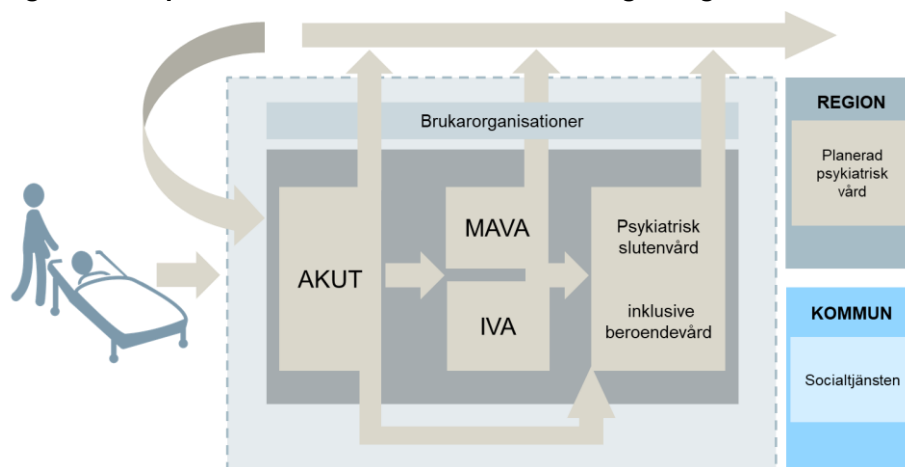 Brukarorganisationer
AKUT
MAVA
IVA
Psykiatrisk
slutenvård
inklusive
beroendevård
REGION
Planerad
psykiatrisk
vård
KOMMUN
Socialtjänsten